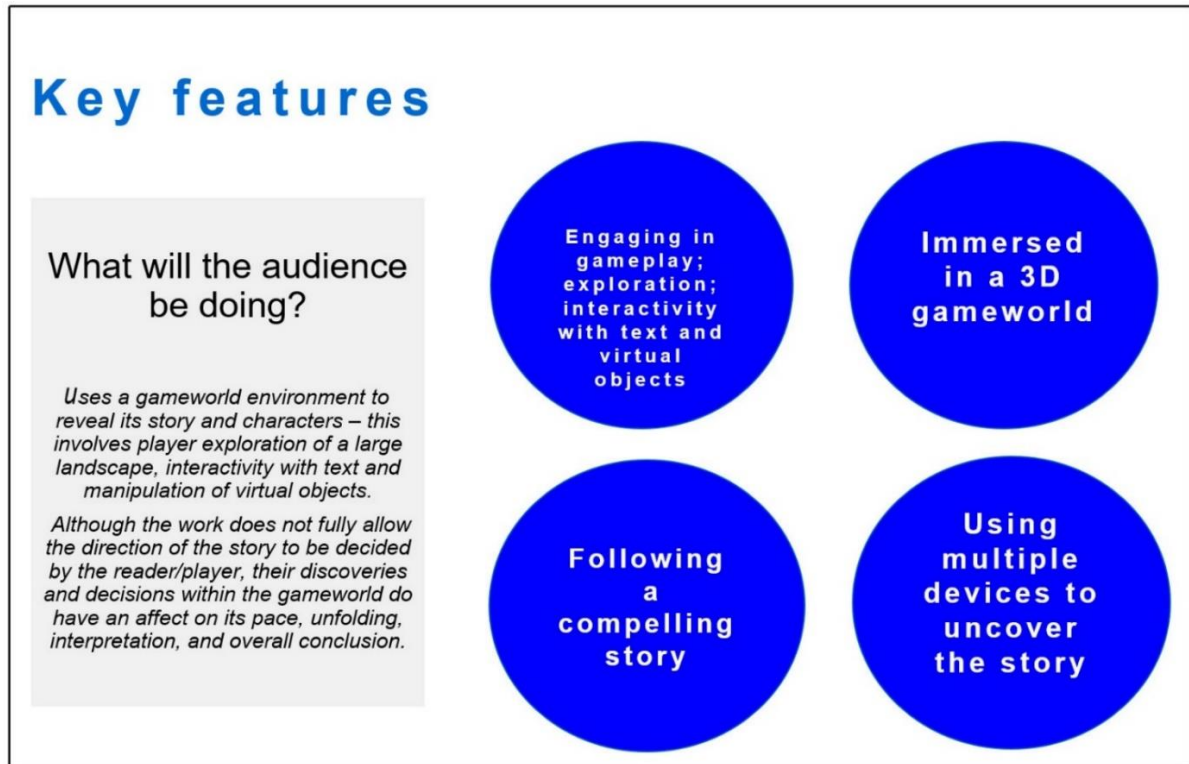 Key features
What will the audience
be doing?
Uses a gameworld environment to
reveal its story and characters – this
involves player exploration of a large
landscape, interactivity with text and
manipulation of virtual objects.
Although the work does not fully allow
the direction of the story to be decided
by the reader/player, their discoveries
and decisions within the gameworld do
have an affect on its pace, unfolding,
interpretation, and overall conclusion.
Engaging in
gameplay;
exploration;
interactivity
with text and
virtual
objects
Immersed
in a 3D
gameworld
Following
a
compelling
story
Using
multiple
devices to
uncover
the story